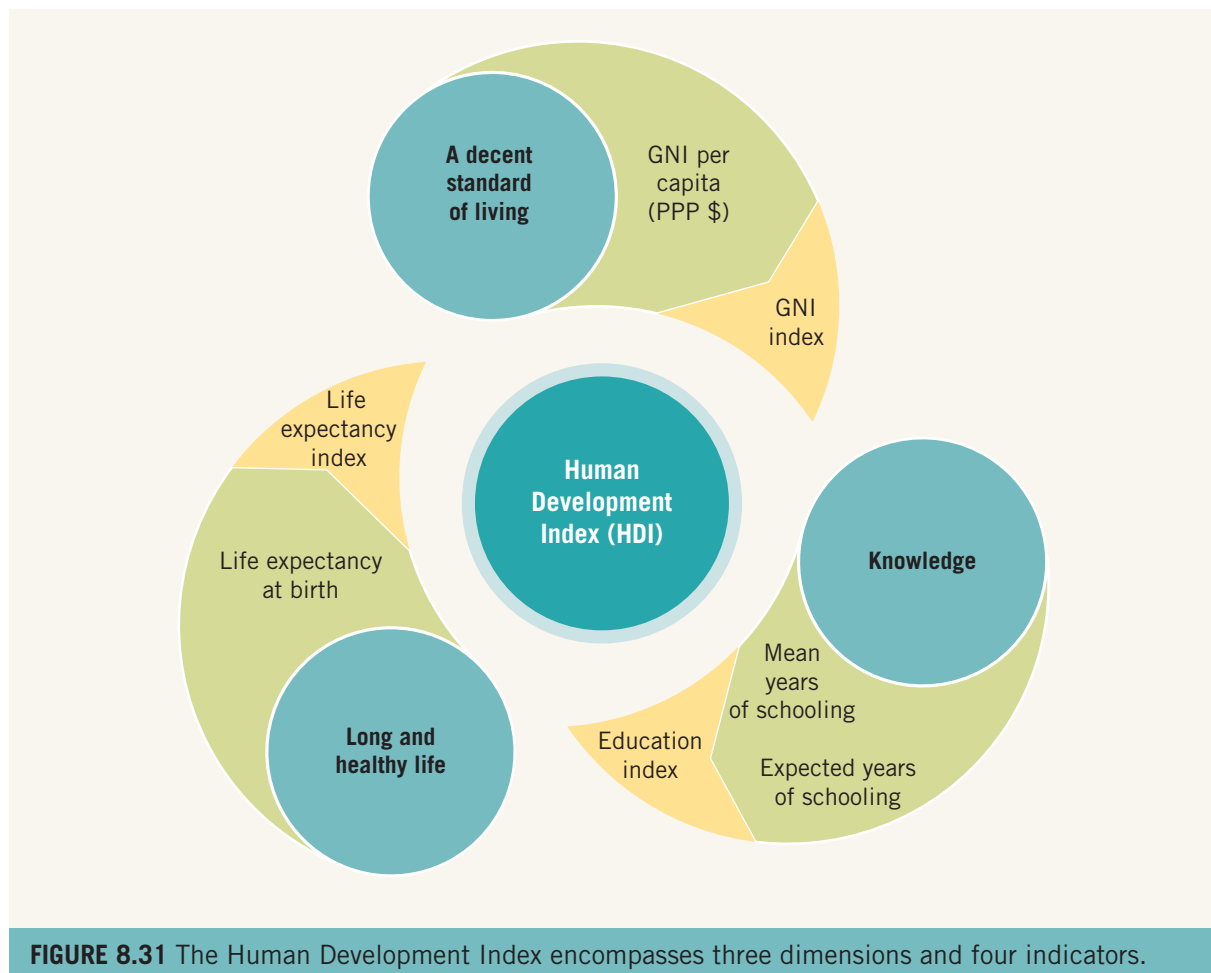 A decent
standard
of living
GNI per
capita
(PPP $)
GNI
index
Life
expectancy
index
Human
Development
Index (HDI)
Life expectancy
at birth
Knowledge
Mean
years
of schooling
Long and
healthy life
Education
index
Expected years
of schooling
FIGURE 8.31 The Human Development Index encompasses three dimensions and four indicators.